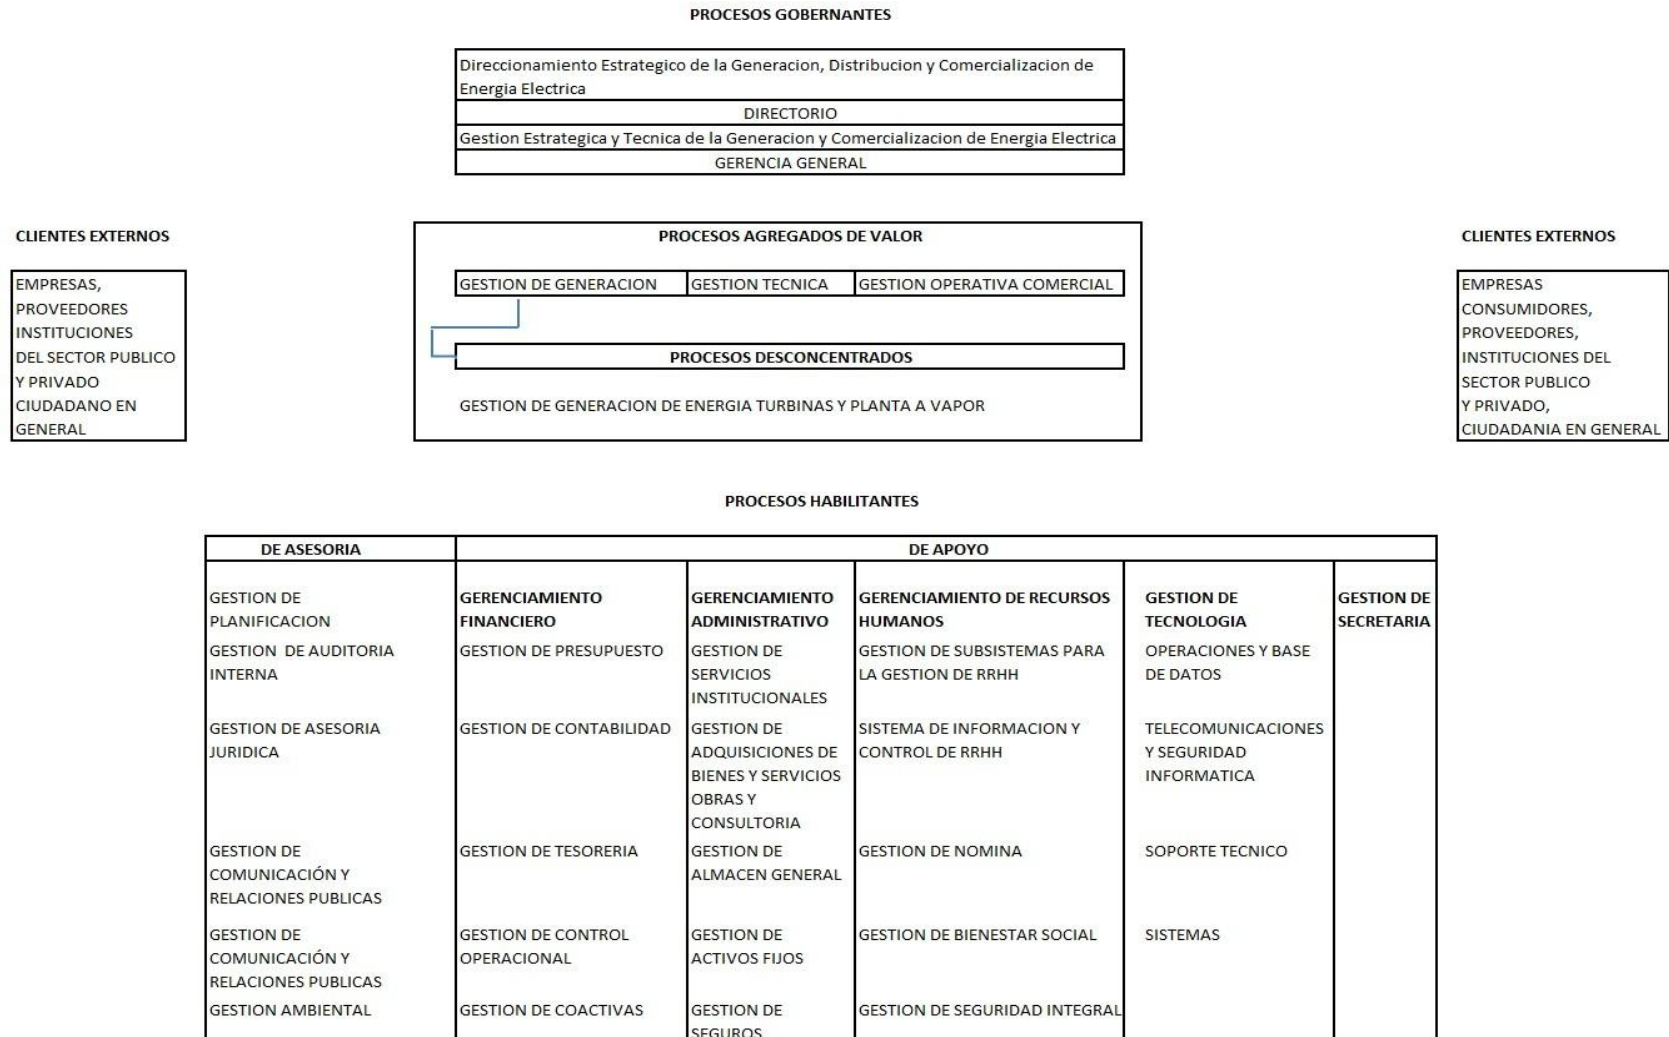 PROCESOS GOBERNANTES
Direccionamiento Estrategico de la Generacion, Distribucion y Comercializacion de
Energia Electrica
DIRECTORIO
Gestion Estrategica y Tecnica de la Generacion y Comercializacion de Energia Electrica
GERENCIA GENERAL
CLIENTES EXTERNOS
EMPRESAS,
PROVEEDORES
INSTITUCIONES
DEL SECTOR PUBLICO
Y PRIVADO
CIUDADANO EN
GENERAL
PROCESOS AGREGADOS DE VALOR
GESTION DE GENERACION
GESTION TECNICA
GESTION OPERATIVA COMERCIAL
PROCESOS DESCONCENTRADOS
GESTION DE GENERACION DE ENERGIA TURBINAS Y PLANTA A VAPOR
CLIENTES EXTERNOS
EMPRESAS
CONSUMIDORES,
PROVEEDORES,
INSTITUCIONES DEL
SECTOR PUBLICO
Y PRIVADO,
CIUDADANIA EN GENERAL
PROCESOS HABILITANTES
DE ASESORIA
GESTION DE
PLANIFICACION
GESTION DE AUDITORIA
INTERNA
GESTION DE ASESORIA
JURIDICA
GESTION DE
COMUNICACIÓN Y
RELACIONES PUBLICAS
GESTION DE
COMUNICACIÓN Y
RELACIONES PUBLICAS
GESTION AMBIENTAL
DE APOYO
GERENCIAMIENTO
FINANCIERO
GESTION DE PRESUPUESTO
GESTION DE CONTABILIDAD
GESTION DE TESORERIA
GESTION DE CONTROL
OPERACIONAL
GESTION DE COACTIVAS
GERENCIAMIENTO
ADMINISTRATIVO
GESTION DE
SERVICIOS
INSTITUCIONALES
GESTION DE
ADQUISICIONES DE
BIENES Y SERVICIOS
OBRAS Y
CONSULTORIA
GESTION DE
ALMACEN GENERAL
GESTION DE
ACTIVOS FIJOS
GESTION DE
SEGUROS
GERENCIAMIENTO DE RECURSOS
HUMANOS
GESTION DE SUBSISTEMAS PARA
LA GESTION DE RRHH
SISTEMA DE INFORMACION Y
CONTROL DE RRHH
GESTION DE NOMINA
GESTION DE BIENESTAR SOCIAL
GESTION DE SEGURIDAD INTEGRAL
GESTION DE
TECNOLOGIA
OPERACIONES Y BASE
DE DATOS
TELECOMUNICACIONES
Y SEGURIDAD
INFORMATICA
SOPORTE TECNICO
SISTEMAS
GESTION DE
SECRETARIA